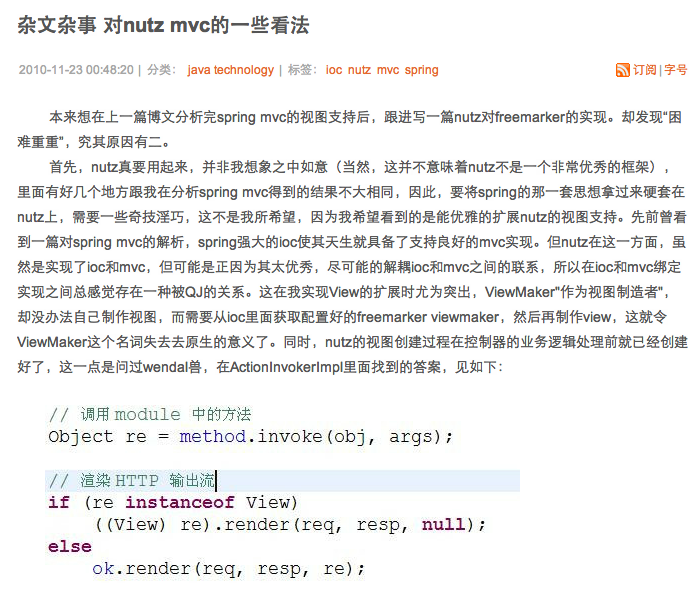 杂文杂事 对nutz mvc的一些看法
2010-11-23 00:48:20 | 分类： java technology | 标签： ioc nutz mvc spring 订阅|字号
本来想在上一篇博文分析完spring mvc的视图支持后，跟进写一篇nutz对freemarker的实现。却发现“困
难重重”，究其原因有二。
首先，nutz真要用起来，并非我想象之中如意（当然，这并不意味着nutz不是一个非常优秀的框架），
里面有好几个地方跟我在分析spring mvc得到的结果不大相同，因此，要将spring的那一套思想拿过来硬套在
nutz上，需要一些奇技淫巧，这不是我所希望，因为我希望看到的是能优雅的扩展nutz的视图支持。先前曾看
到一篇对spring mvc的解析，spring强大的ioc使其天生就具备了支持良好的mvc实现。但nutz在这一方面，虽
然是实现了ioc和mvc，但可能是正因为其太优秀，尽可能的解耦ioc和mvc之间的联系，所以在ioc和mvc绑定
实现之间总感觉存在一种被QJ的关系。这在我实现View的扩展时尤为突出，ViewMaker"作为视图制造者"，
却没办法自己制作视图，而需要从ioc里面获取配置好的freemarker viewmaker，然后再制作view，这就令
ViewMaker这个名词失去去原生的意义了。同时，nutz的视图创建过程在控制器的业务逻辑处理前就已经创建
好了，这一点是问过wendal兽，在ActionInvokerImpl里面找到的答案，见如下：
// 调用 module 中的方法
Object re = method.invoke(obj, args);
// 渲染 HTTP 输出流
if (re instanceof View)
((View) re).render(req, resp, null);
else
ok.render(req, resp, re);